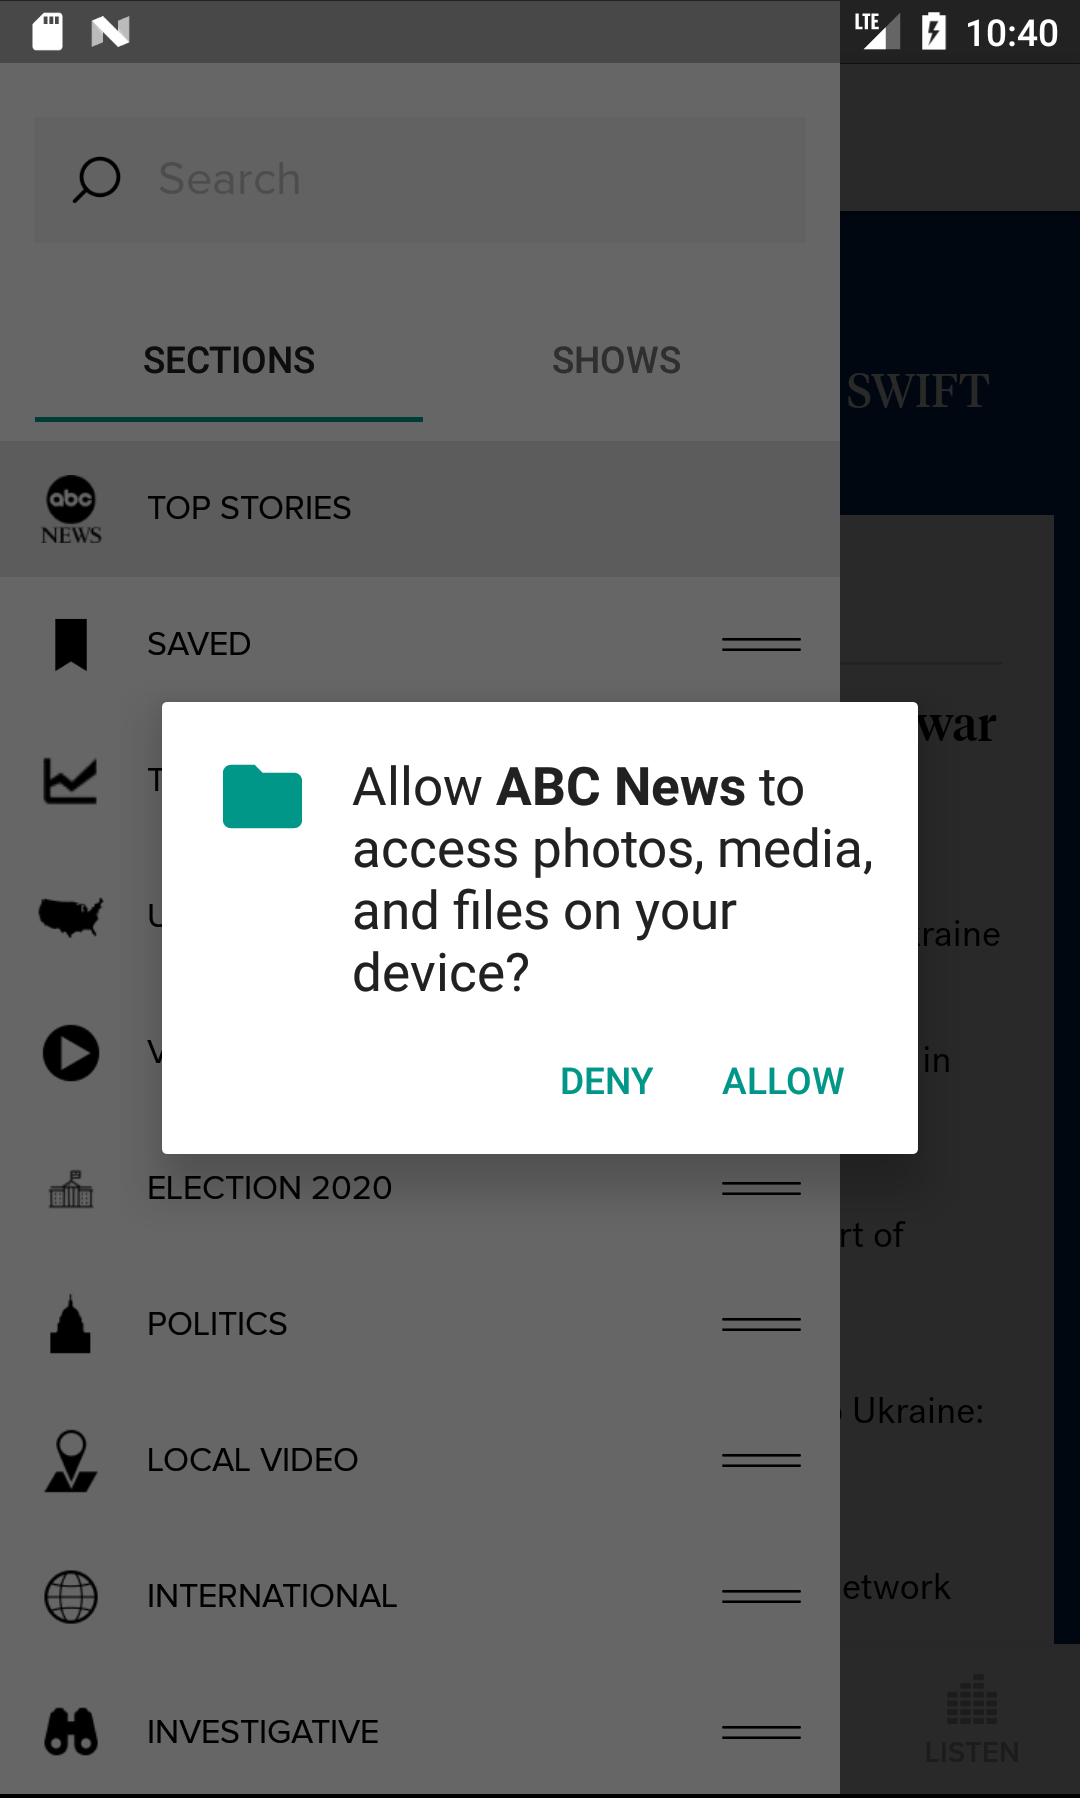 LTE 10:40
Search
SECTIONS SHOWS
SWIFT
abc
NEWS
TOP STORIES
SAVED
war
Allow ABC News to
access photos, media,
and files on your
device?
kraine
in
DENY ALLOW
ELECTION 2020
rt of
POLITICS
Ukraine:
LOCAL VIDEO
INTERNATIONAL
etwork
INVESTIGATIVE
LISTEN